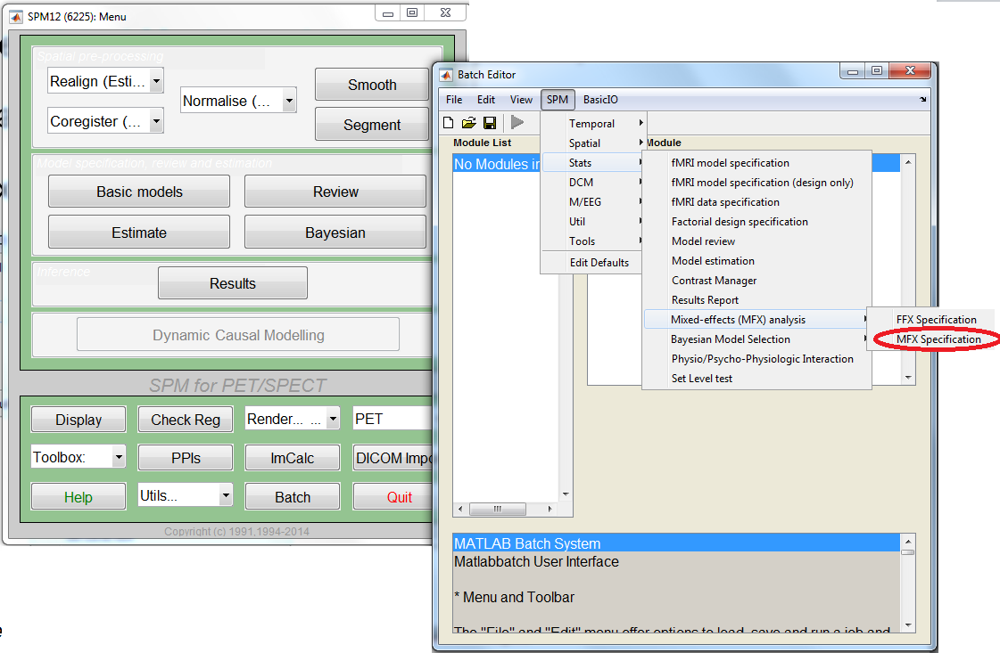 SPM12 (6225): Menu
Spatial pre-processing
Realign (Esti...
Normalise (...
Smooth
Coregister (...
Segment
Model specification, review and estimation
Basic models
Review
Estimate
Bayesian
Inference
Results
Dynamic Causal Modelling
SPM for PET/SPECT
Display
Check Reg
Render... ...
PET
Toolbox:
PPIs
ImCalc
DICOM Impo
Help
Utils...
Batch
Quit
Copyright (c) 1991,1994-2014
Batch Editor
File Edit View SPM BasicIO
Module List
Module
No Modules in
Temporal
Spatial
Stats
DCM
M/EEG
Util
Tools
Edit Defaults
fMRI model specification
fMRI model specification (design only)
fMRI data specification
Factorial design specification
Model review
Model estimation
Contrast Manager
Results Report
Mixed-effects (MFX) analysis
Bayesian Model Selection
Physio/Psycho-Physiologic Interaction
Set Level test
FFX Specification
MFX Specification
MATLAB Batch System
Matlabbatch User Interface
* Menu and Toolbar
The "File" and "Edit" menu offer options to load, save and run a job and